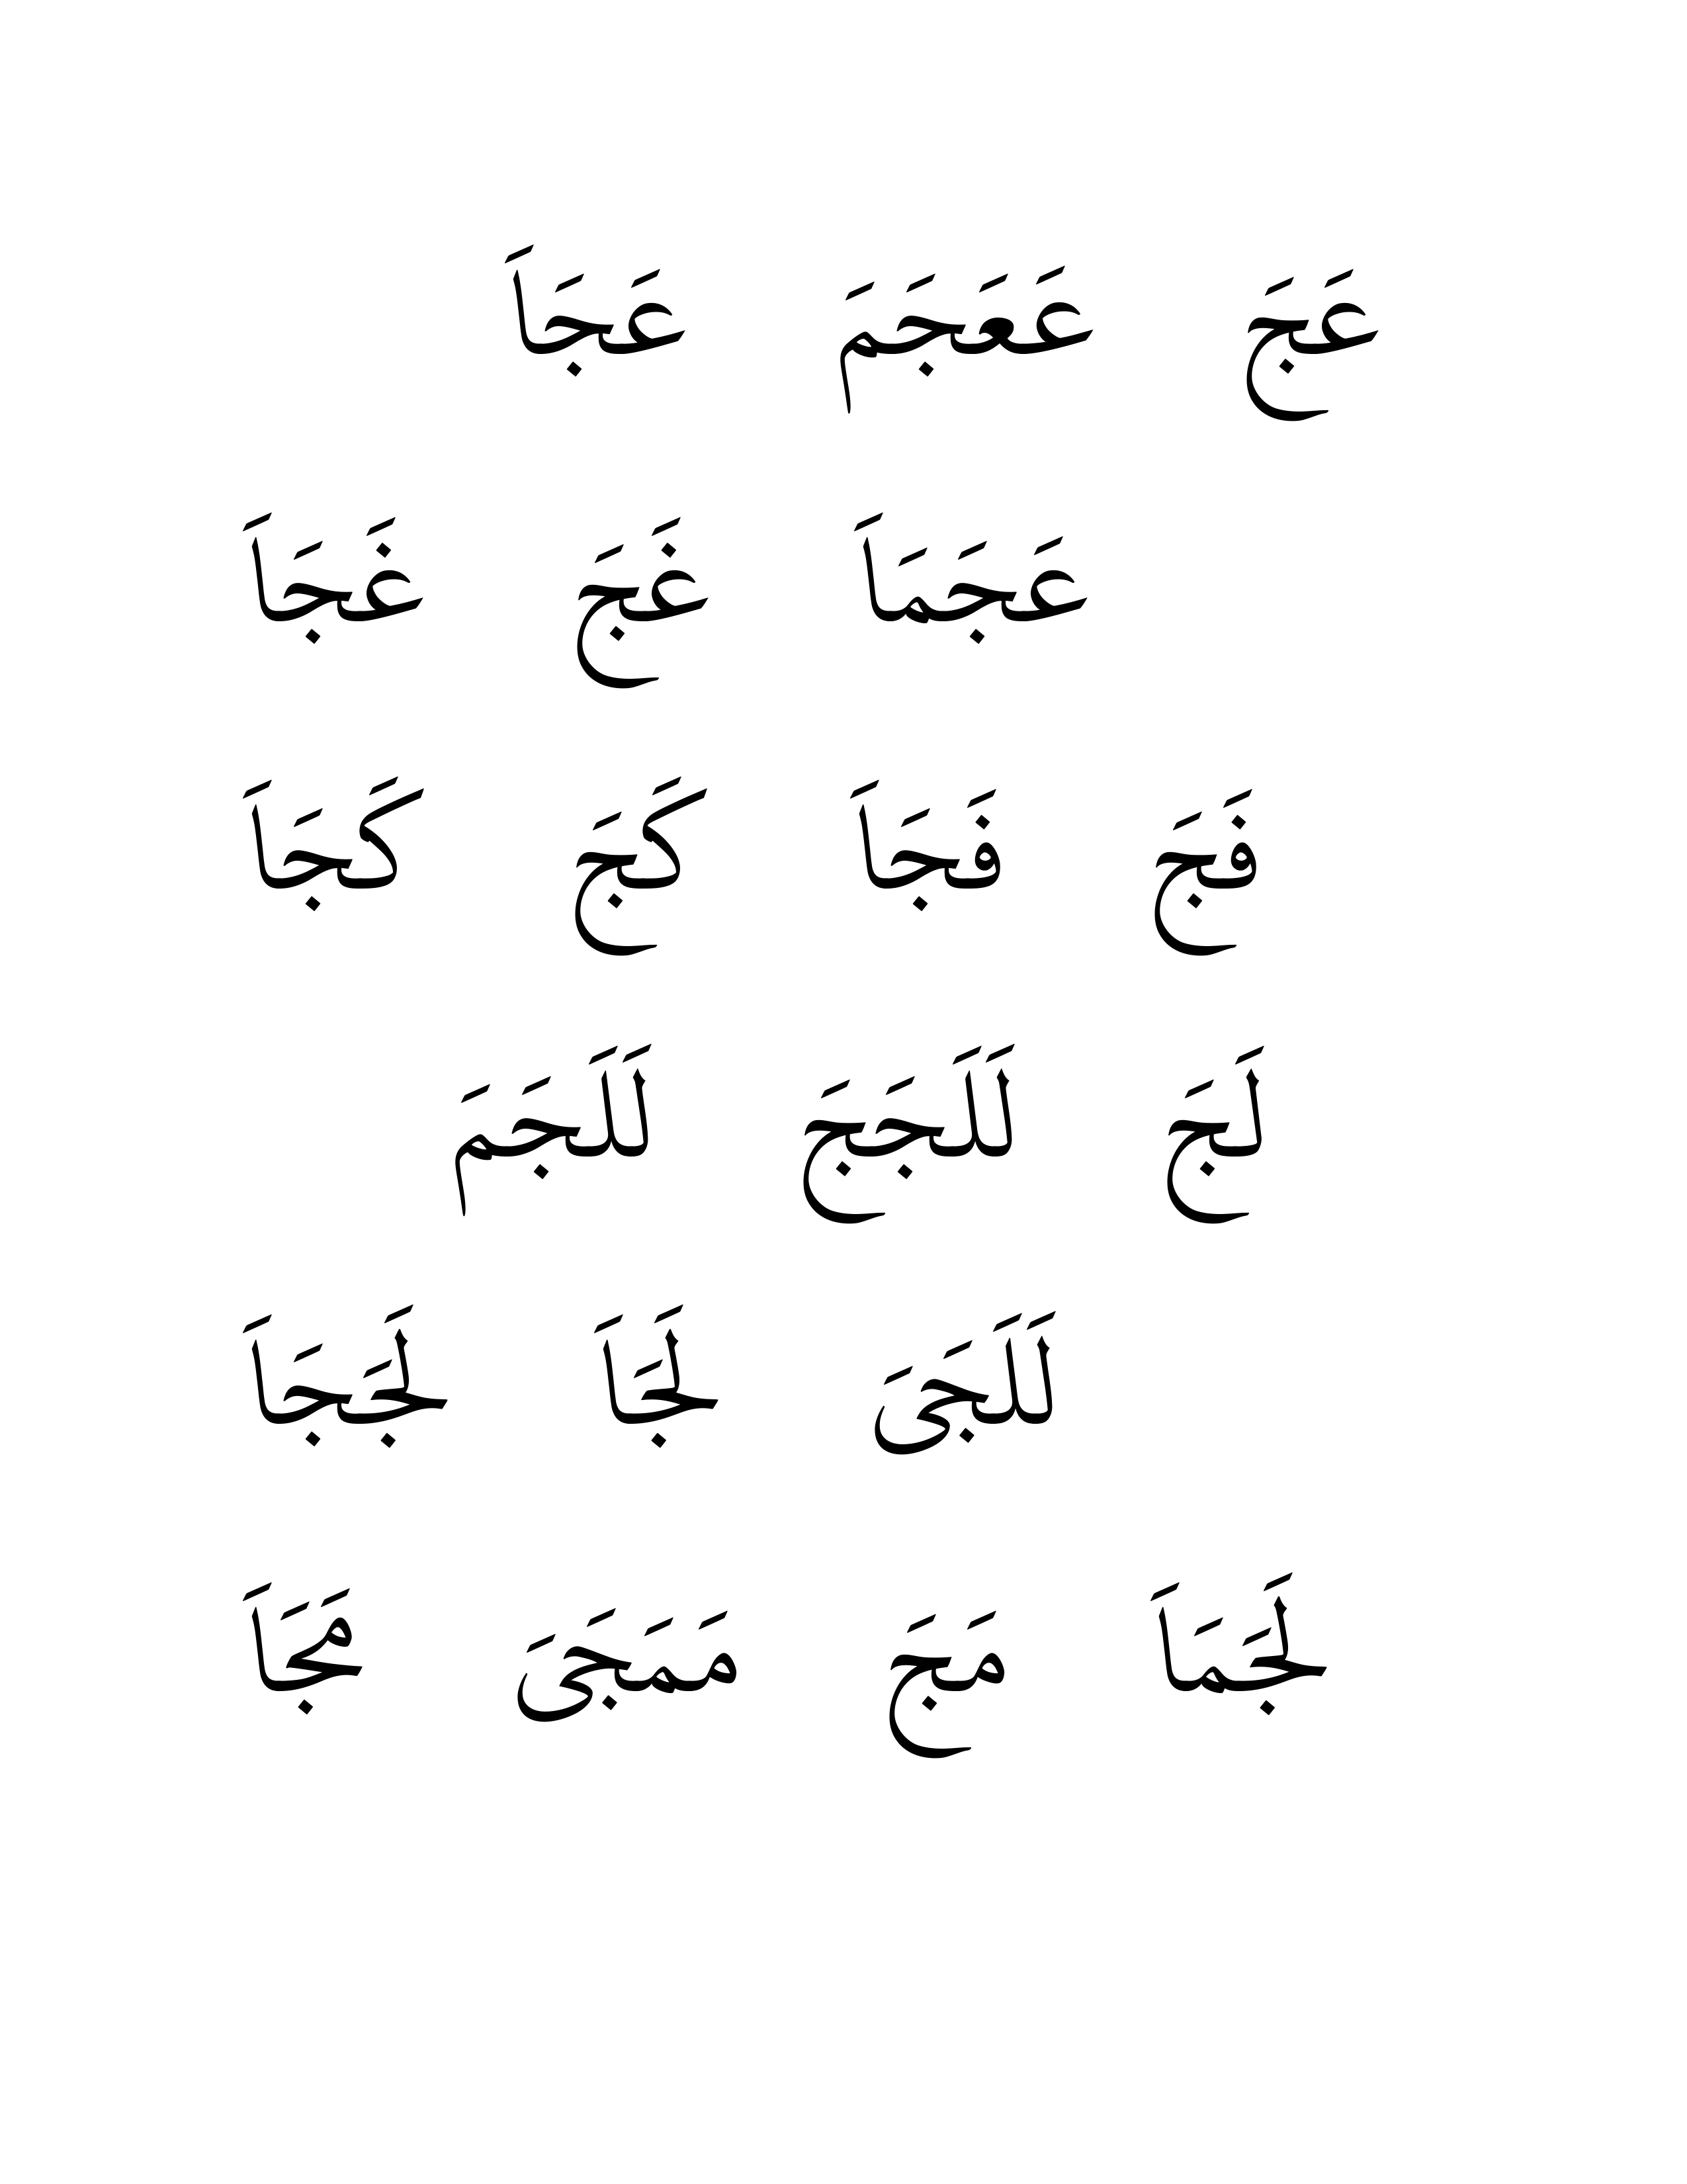 عَجَ عَعَجَمَ عَجَاَ
عَجَمَاَ غَجَ غَجَاَ
فَجَ فَجَاَ كَجَ كَجَاَ
لَجَ لَلَجَجَ لَلَجَمَ
لَلَجَىَ لَجَاَ لَجَجَاَ
لَجَمَاَ مَجَ مَمَجَىَ مَجَاَ